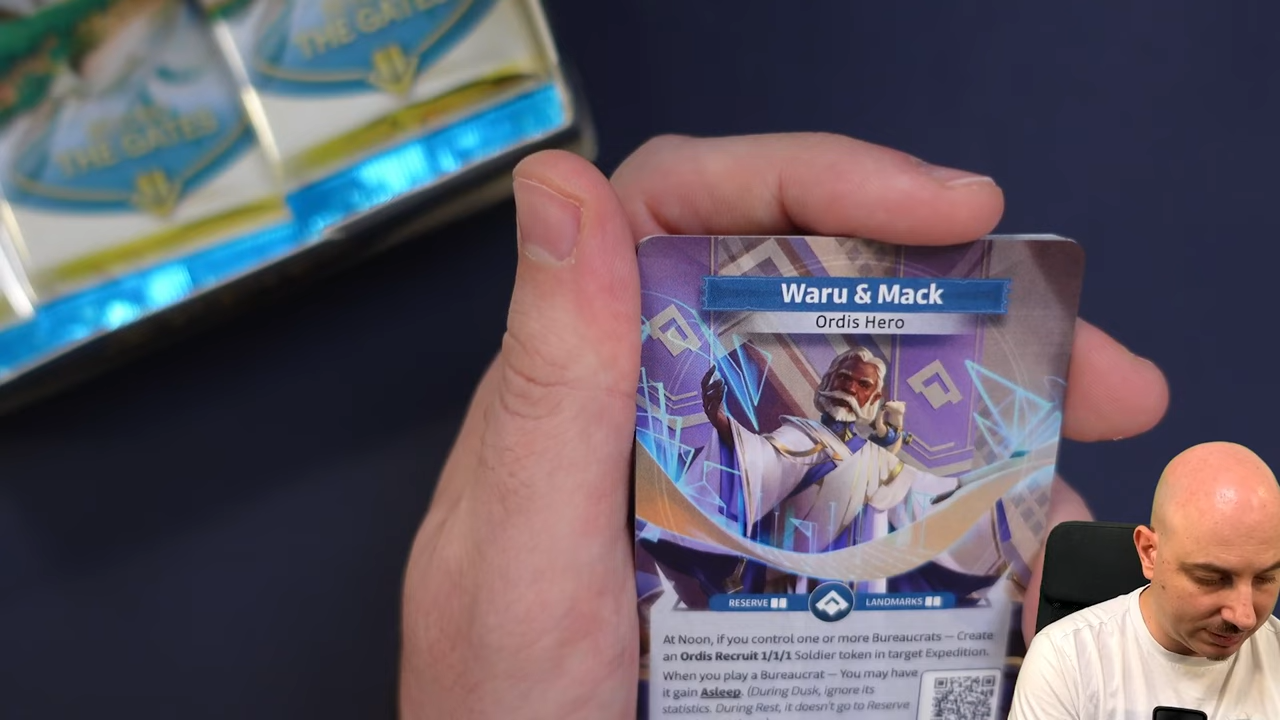 THE GATES
THE GATES
Waru & Mack
Ordis Hero
RESERVE
LANDMARKS
At Noon, if you control one or more Bureaucrats — Create
an Ordis Recruit 1/1/1 Soldier token in target Expedition.
When you play a Bureaucrat — You may have
it gain Asleep. (During Dusk, ignore its
statistics. During Rest, it doesn't go to Reserve